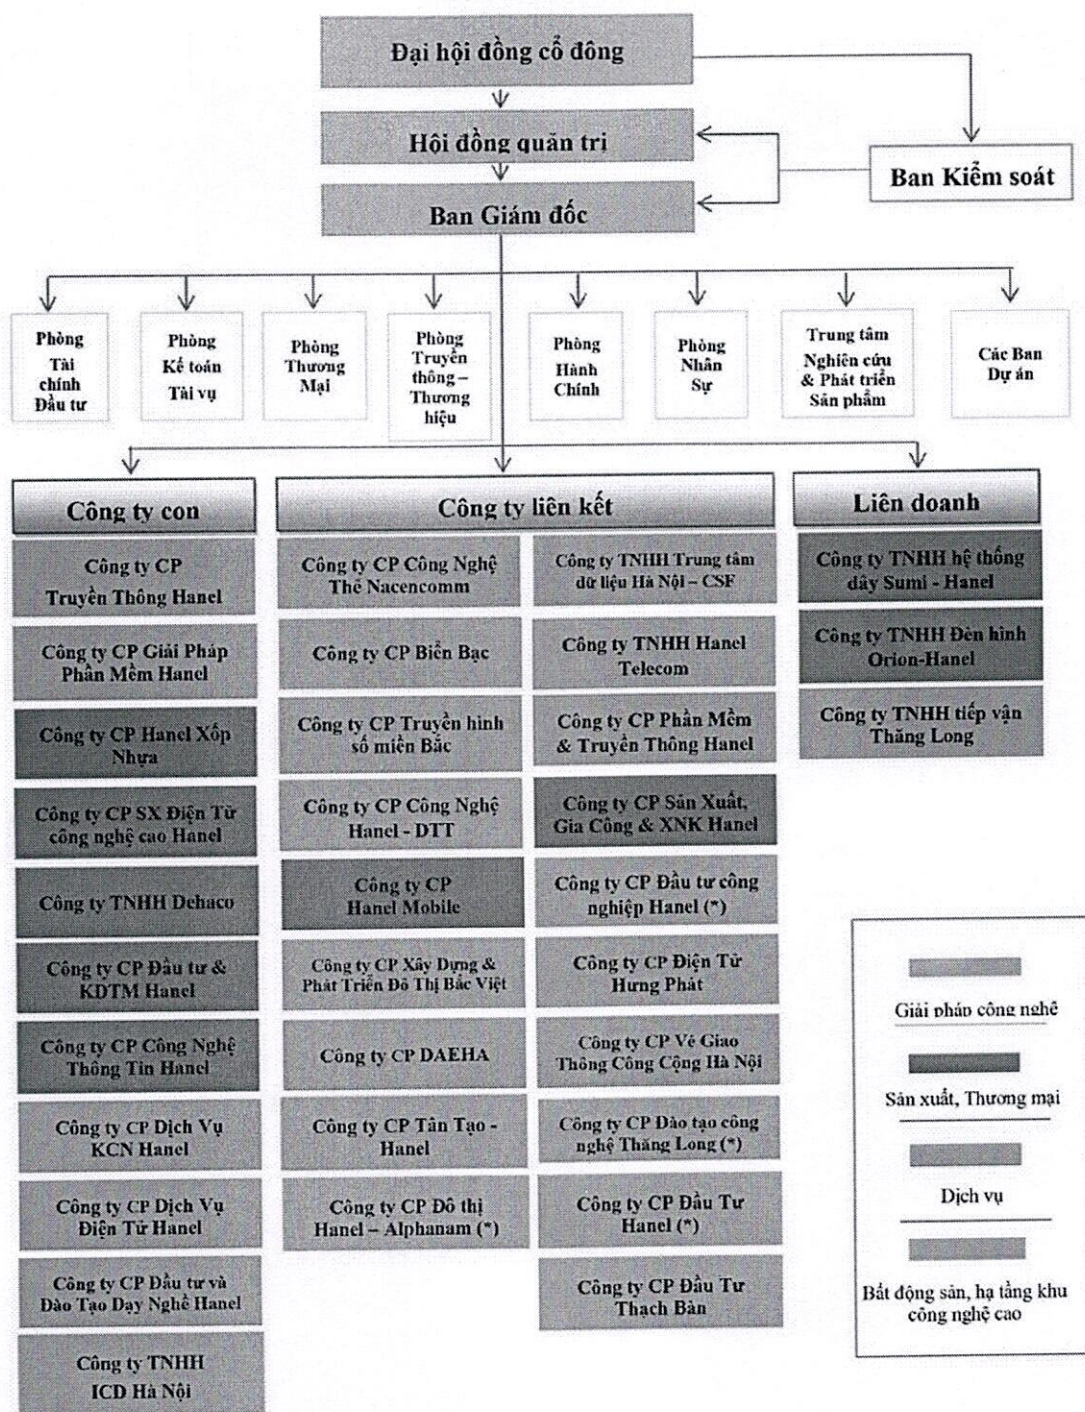 Đại hội đồng cổ đông
Hội đồng quản trị
Ban Kiểm soát
Ban Giám đốc
Phòng
Tài
chính
Đầu tư
Phòng
Kế toán
Tài vụ
Phòng
Thương
Mại
Phòng
Truyền
thông –
Thương
hiệu
Phòng
Hành
Chính
Phòng
Nhân
Sự
Trung tâm
Nghiên cứu
& Phát triển
Sản phẩm
Các Ban
Dự án
Công ty con
Công ty CP
Truyền Thông Hanel
Công ty CP Giải Pháp
Phần Mềm Hanel
Công ty CP Hanel Xốp
Nhựa
Công ty CP SX Điện Tử
công nghệ cao Hanel
Công ty TNHH Dehaco
Công ty CP Đầu tư &
KDTM Hanel
Công ty CP Công Nghệ
Thông Tin Hanel
Công ty CP Dịch Vụ
KCN Hanel
Công ty CP Dịch Vụ
Điện Tử Hanel
Công ty CP Đầu tư và
Đào Tạo Dạy Nghề Hanel
Công ty TNHH
ICD Hà Nội
Công ty liên kết
Công ty CP Công Nghệ
Thẻ Nacencomm
Công ty CP Biển Bạc
Công ty CP Truyền hình
số miền Bắc
Công ty CP Công Nghệ
Hanel - DTT
Công ty CP
Hanel Mobile
Công ty CP Xây Dựng &
Phát Triển Đô Thị Bắc Việt
Công ty CP DAEHA
Công ty CP Tân Tạo -
Hanel
Công ty CP Đô thị
Hanel – Alphanam (*)
Công ty TNHH Trung tâm
dữ liệu Hà Nội – CSF
Công ty TNHH Hanel
Telecom
Công ty CP Phần Mềm
& Truyền Thông Hanel
Công ty CP Sản Xuất,
Gia Công & XNK Hanel
Công ty CP Đầu tư công
nghiệp Hanel (*)
Công ty CP Điện Tử
Hưng Phát
Công ty CP Vé Giao
Thông Công Cộng Hà Nội
Công ty CP Đào tạo công
nghệ Thăng Long (*)
Công ty CP Đầu Tư
Hanel (*)
Công ty CP Đầu Tư
Thạch Bàn
Liên doanh
Công ty TNHH hệ thống
dây Sumi - Hanel
Công ty TNHH Đèn hình
Orion-Hanel
Công ty TNHH tiếp vận
Thăng Long
Giải pháp công nghệ
Sản xuất, Thương mại
Dịch vụ
Bất động sản, hạ tầng khu
công nghệ cao